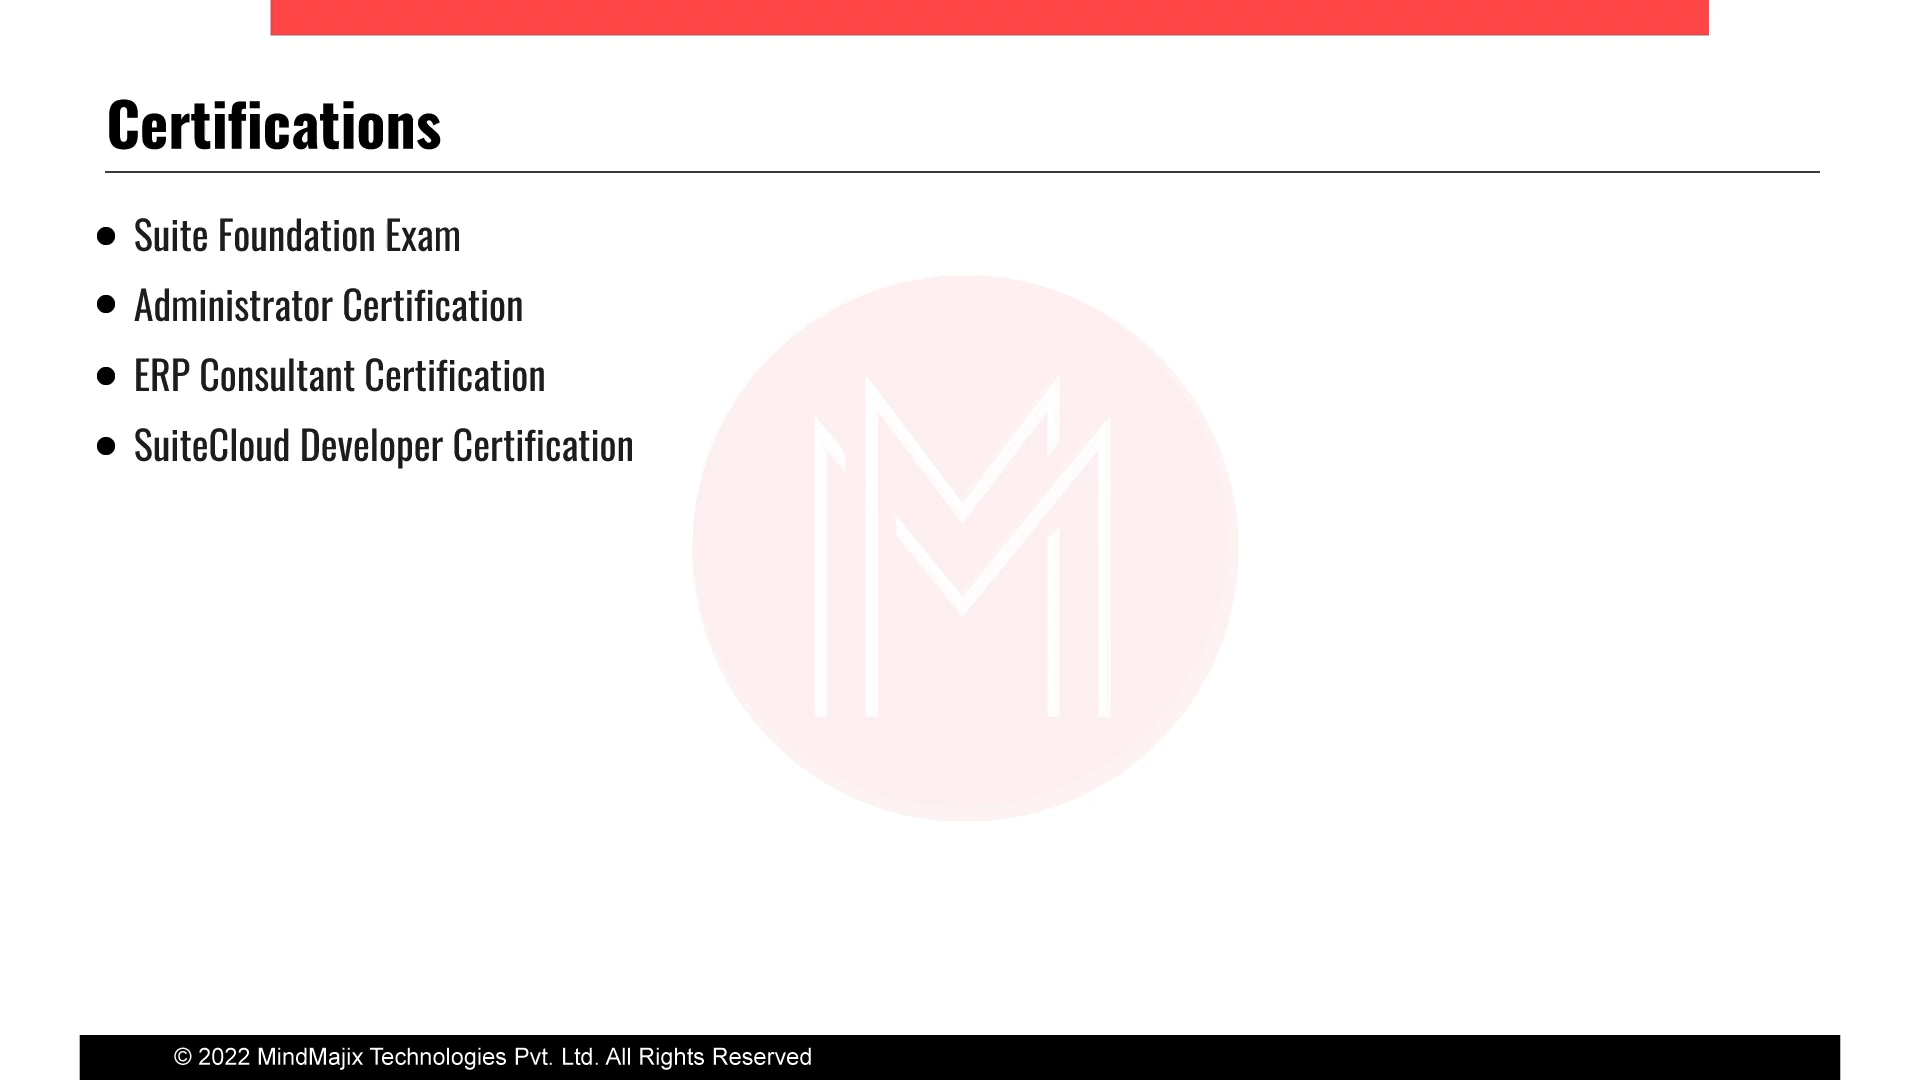 Certifications
● Suite Foundation Exam
● Administrator Certification
● ERP Consultant Certification
● SuiteCloud Developer Certification
© 2022 MindMajix Technologies Pvt. Ltd. All Rights Reserved